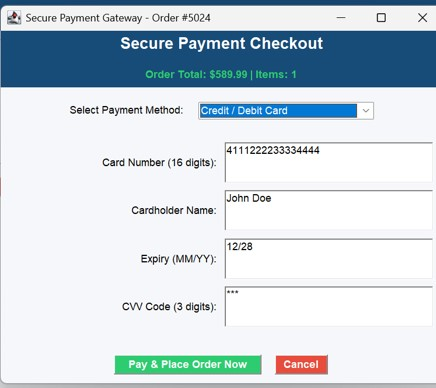 Secure Payment Gateway - Order #5024
Secure Payment Checkout
Order Total: $589.99 | Items: 1
Select Payment Method: Credit / Debit Card
Card Number (16 digits): 4111222233334444
Cardholder Name: John Doe
Expiry (MM/YY): 12/28
CVV Code (3 digits): ***
Pay & Place Order Now Cancel